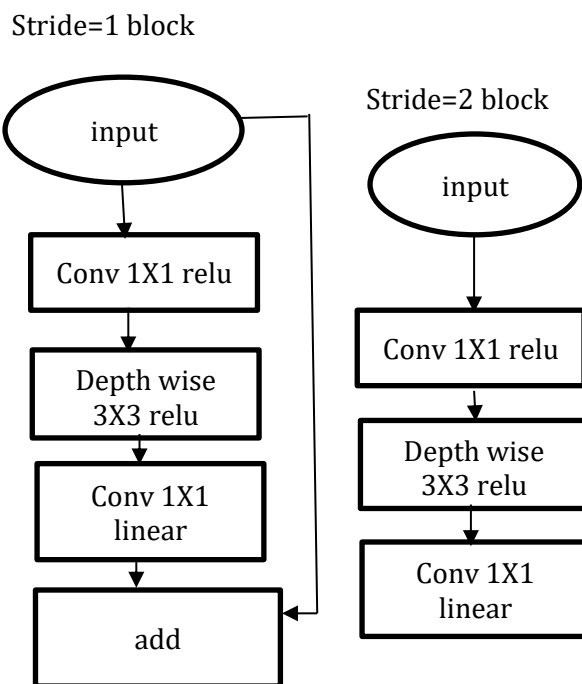 Stride=1 block
input
Conv 1X1 relu
Depth wise
3X3 relu
Conv 1X1
linear
add
Stride=2 block
input
Conv 1X1 relu
Depth wise
3X3 relu
Conv 1X1
linear